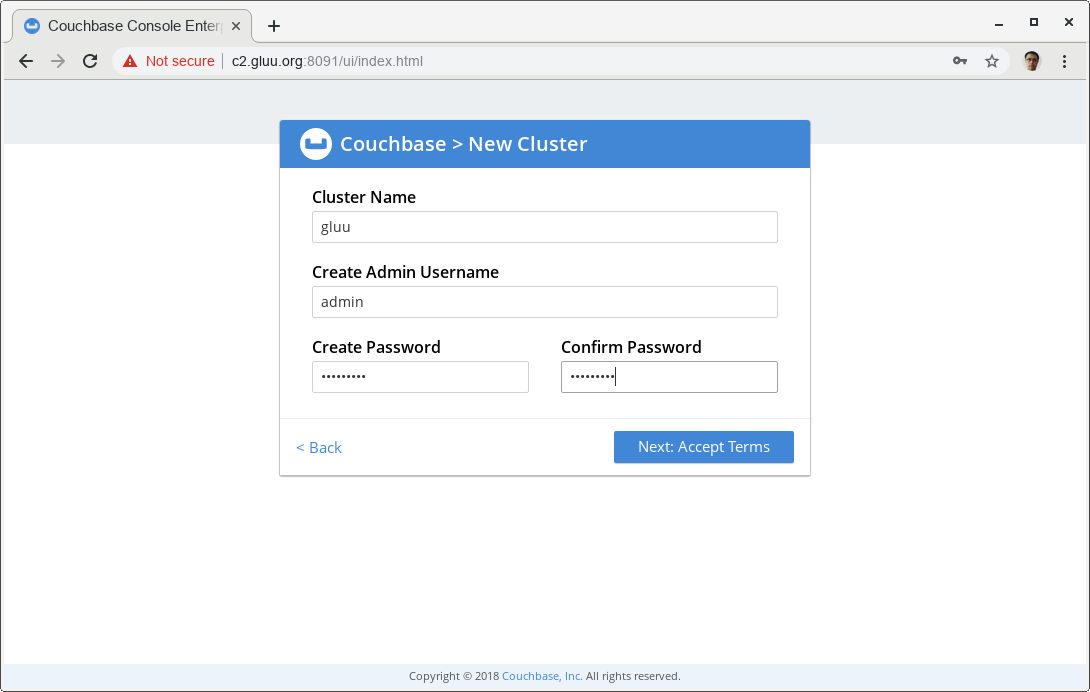 Couchbase Console Enter
Not secure
c2.gluu.org:8091/ui/index.html
Couchbase > New Cluster
Cluster Name
gluu
Create Admin Username
admin
Create Password Confirm Password
••••••••• •••••••••
< Back Next: Accept Terms
Copyright © 2018 Couchbase, Inc. All rights reserved.